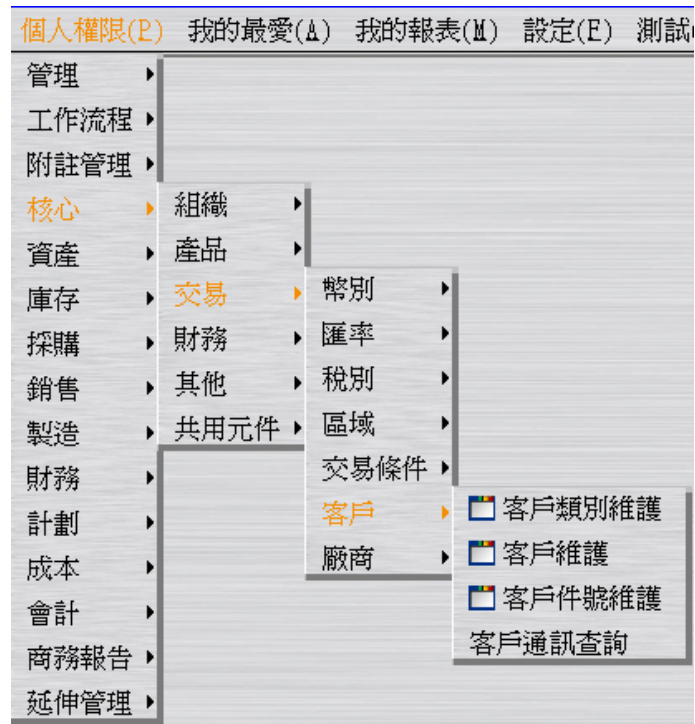 個人權限(P) 我的最愛(A) 我的報表(M) 設定(E) 測試
管理
工作流程
附註管理
核心
資產
庫存
採購
銷售
製造
財務
計劃
成本
會計
商務報告
延伸管理
組織
產品
交易
財務
其他
共用元件
幣別
匯率
稅別
區域
交易條件
客戶
廠商
客戶類別維護
客戶維護
客戶件號維護
客戶通訊查詢